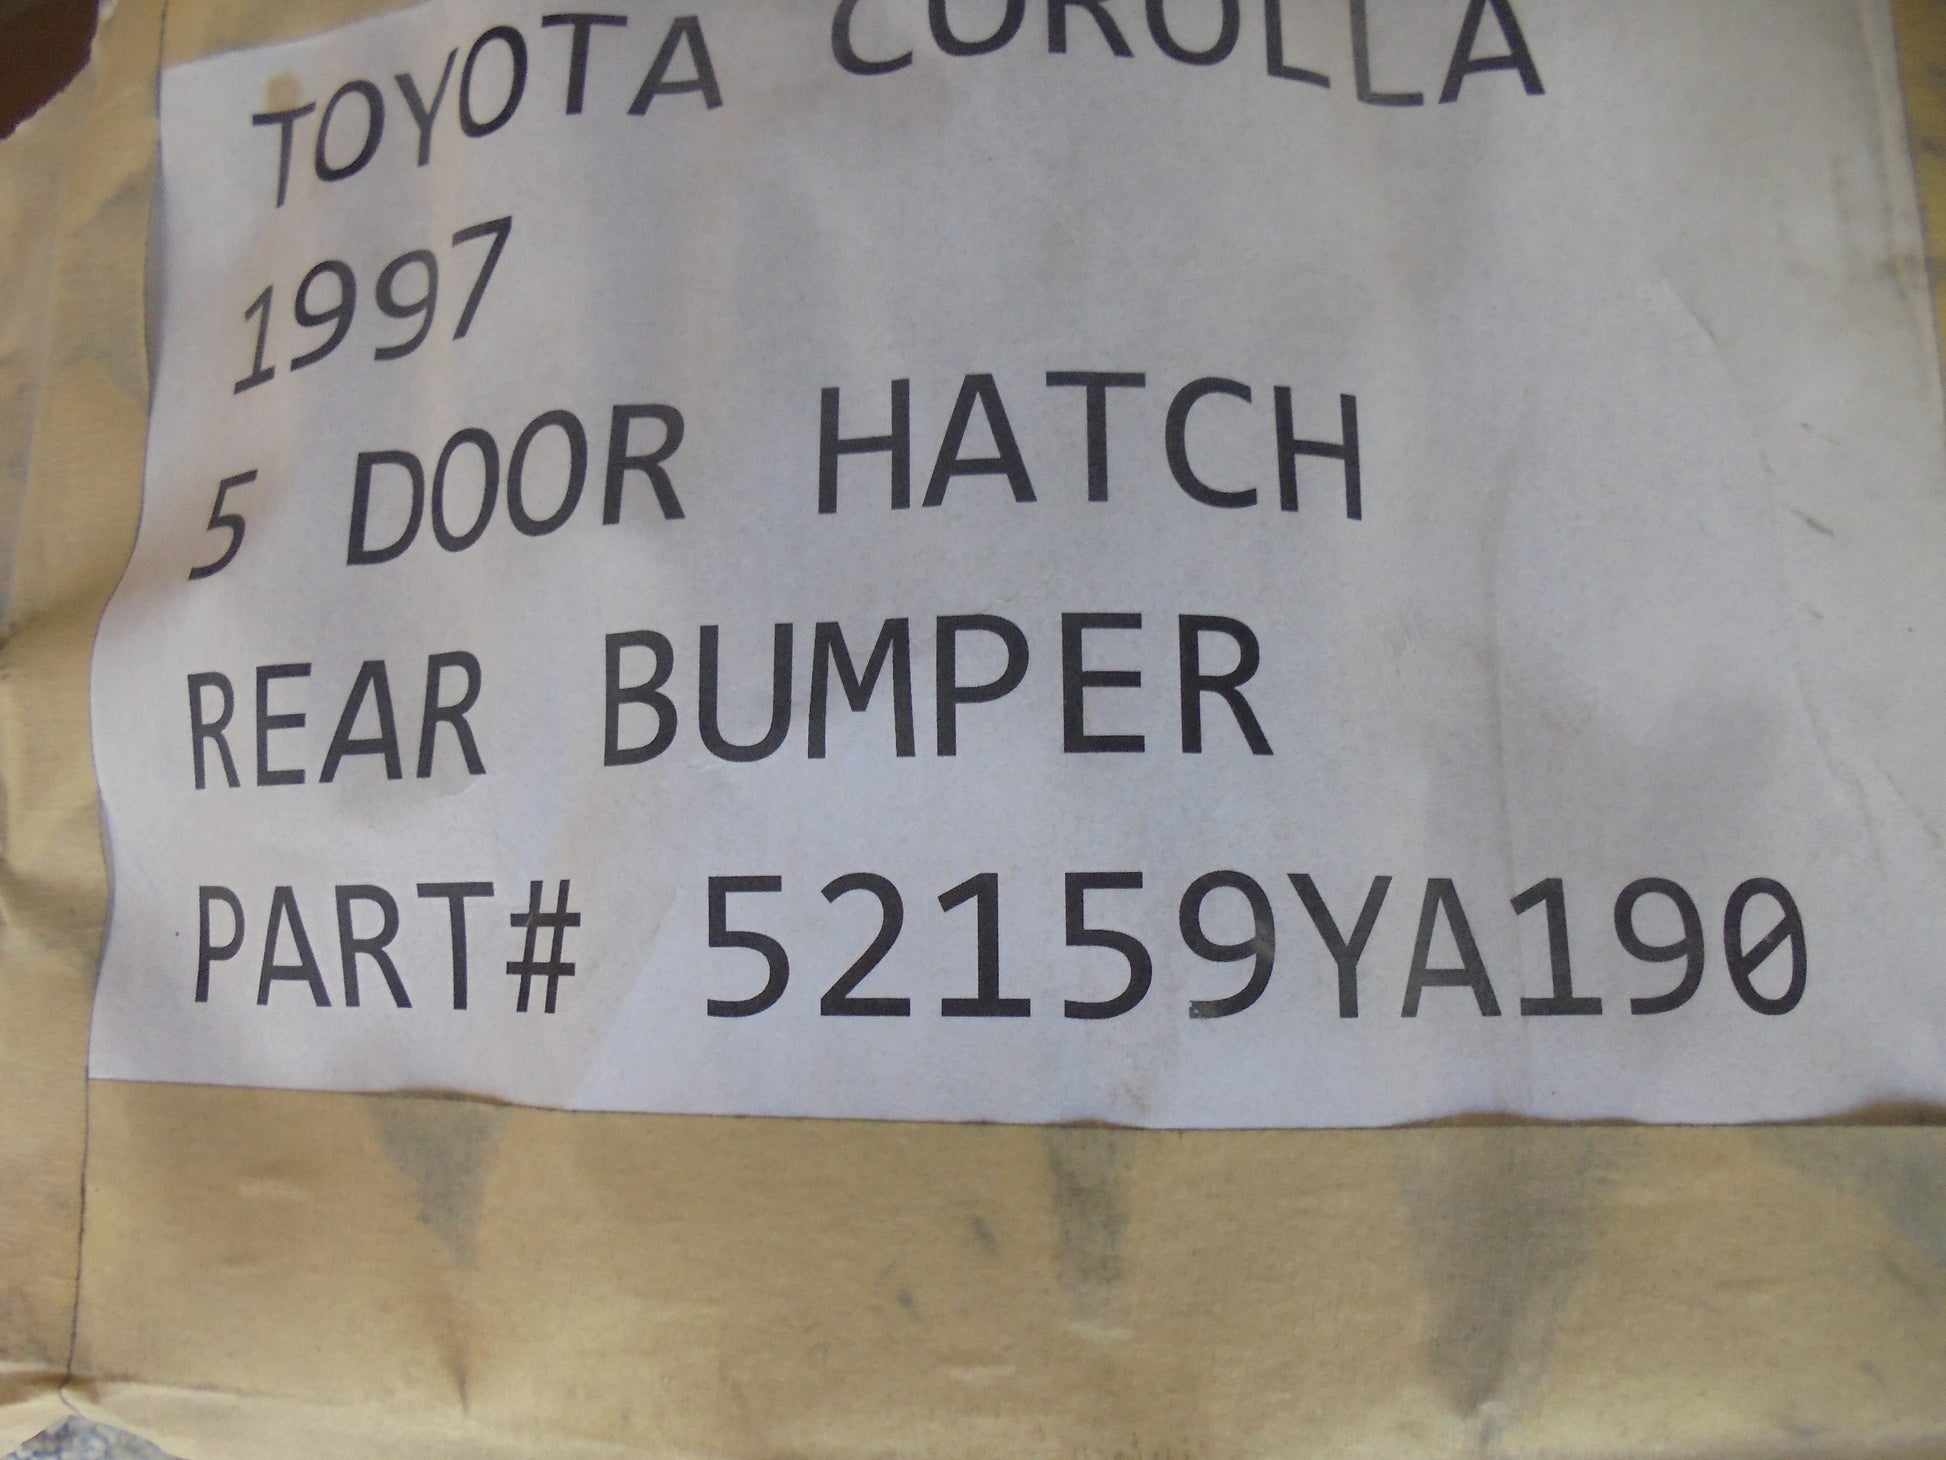 TOYOTA COROLLA
1997
5 DOOR HATCH
REAR BUMPER
PART# 52159YA190